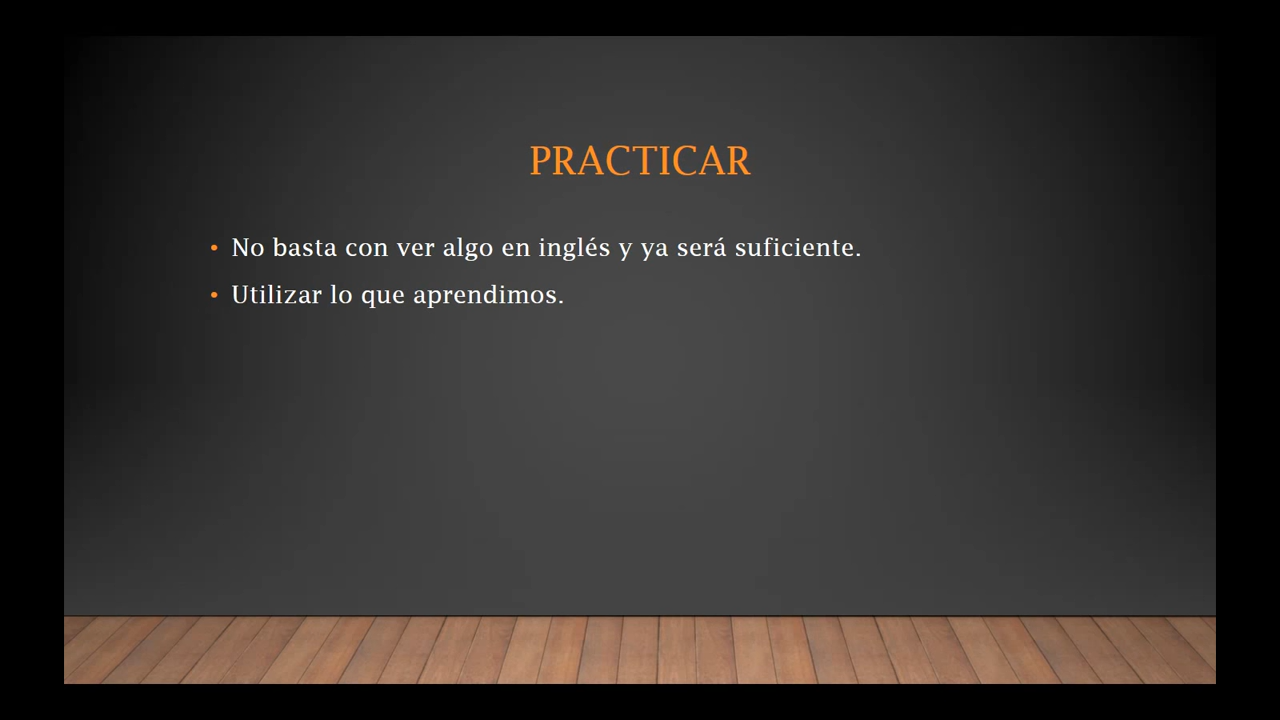 PRACTICAR
• No basta con ver algo en inglés y ya será suficiente.
• Utilizar lo que aprendimos.